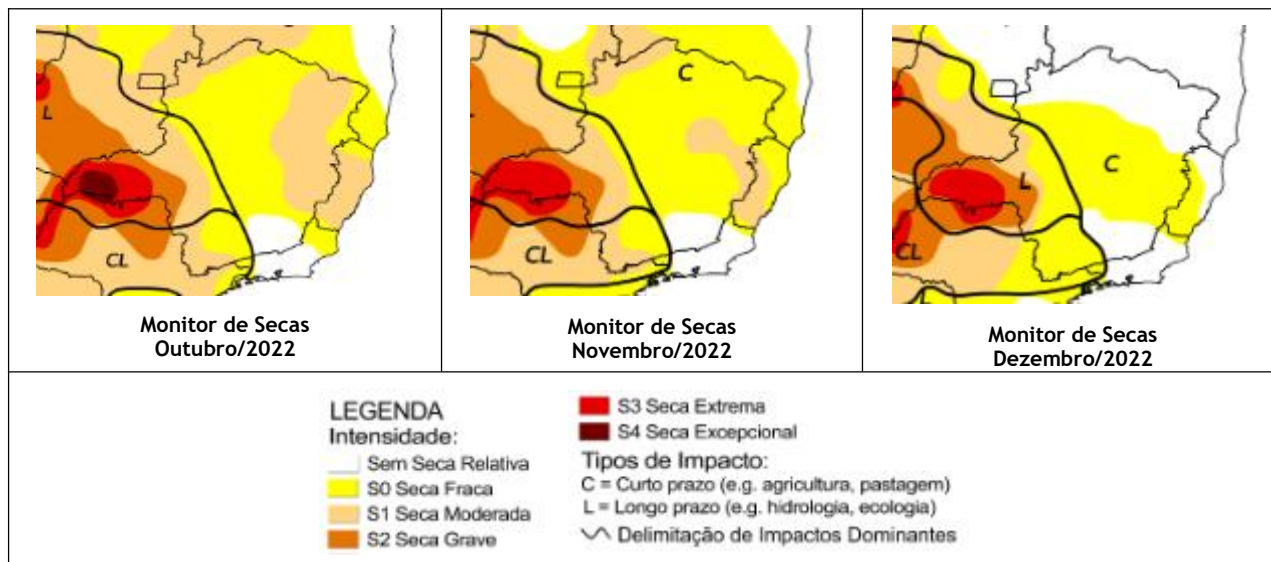 L
CL
Monitor de Secas
Outubro/2022
C
CL
Monitor de Secas
Novembro/2022
C
L
CL
Monitor de Secas
Dezembro/2022
LEGENDA
Intensidade:
Sem Seca Relativa
S0 Seca Fraca
S1 Seca Moderada
S2 Seca Grave
S3 Seca Extrema
S4 Seca Excepcional
Tipos de Impacto:
C = Curto prazo (e.g. agricultura, pastagem)
L = Longo prazo (e.g. hidrologia, ecologia)
Delimitação de Impactos Dominantes